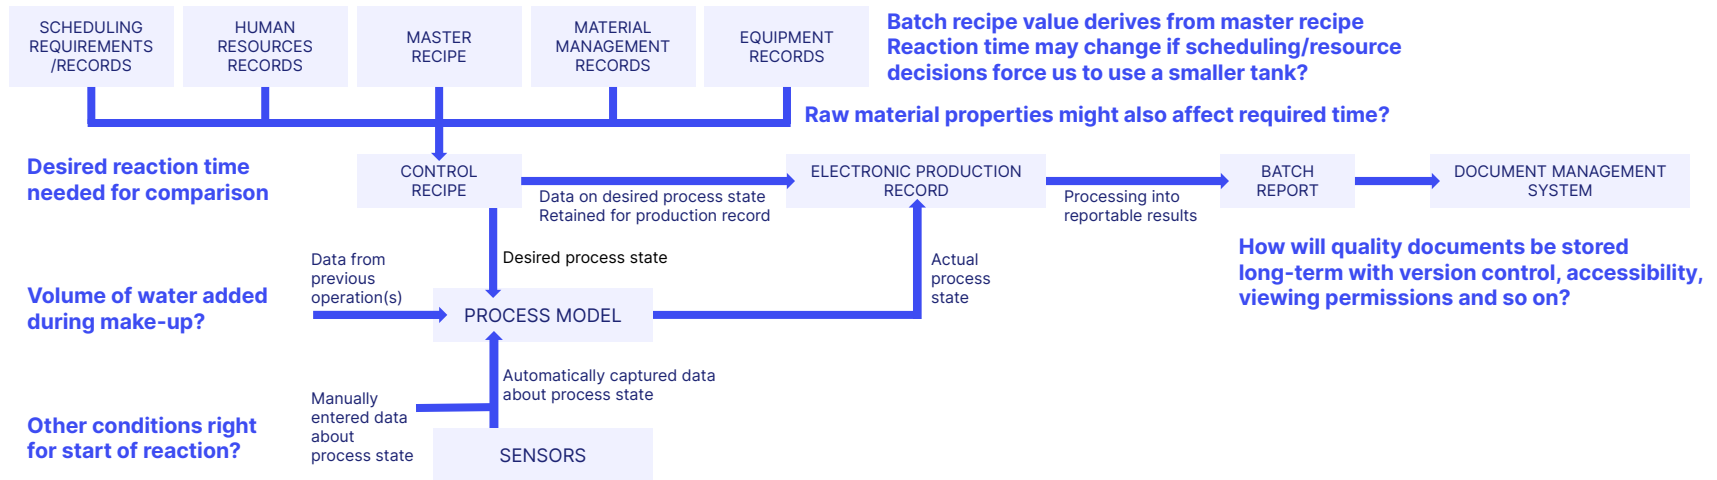 SCHEDULING
REQUIREMENTS
/RECORDS
HUMAN
RESOURCES
RECORDS
MASTER
RECIPE
MATERIAL
MANAGEMENT
RECORDS
EQUIPMENT
RECORDS
Batch recipe value derives from master recipe
Reaction time may change if scheduling/resource
decisions force us to use a smaller tank?
Raw material properties might also affect required time?
Desired reaction time
needed for comparison
CONTROL
RECIPE
Data on desired process state
Retained for production record
ELECTRONIC PRODUCTION
RECORD
Processing into
reportable results
BATCH
REPORT
DOCUMENT MANAGEMENT
SYSTEM
How will quality documents be stored
long-term with version control, accessibility,
viewing permissions and so on?
Desired process state
Data from
previous
operation(s)
Actual
process
state
Volume of water added
during make-up?
PROCESS MODEL
Automatically captured data
about process state
Manually
entered data
about
process state
Other conditions right
for start of reaction?
SENSORS